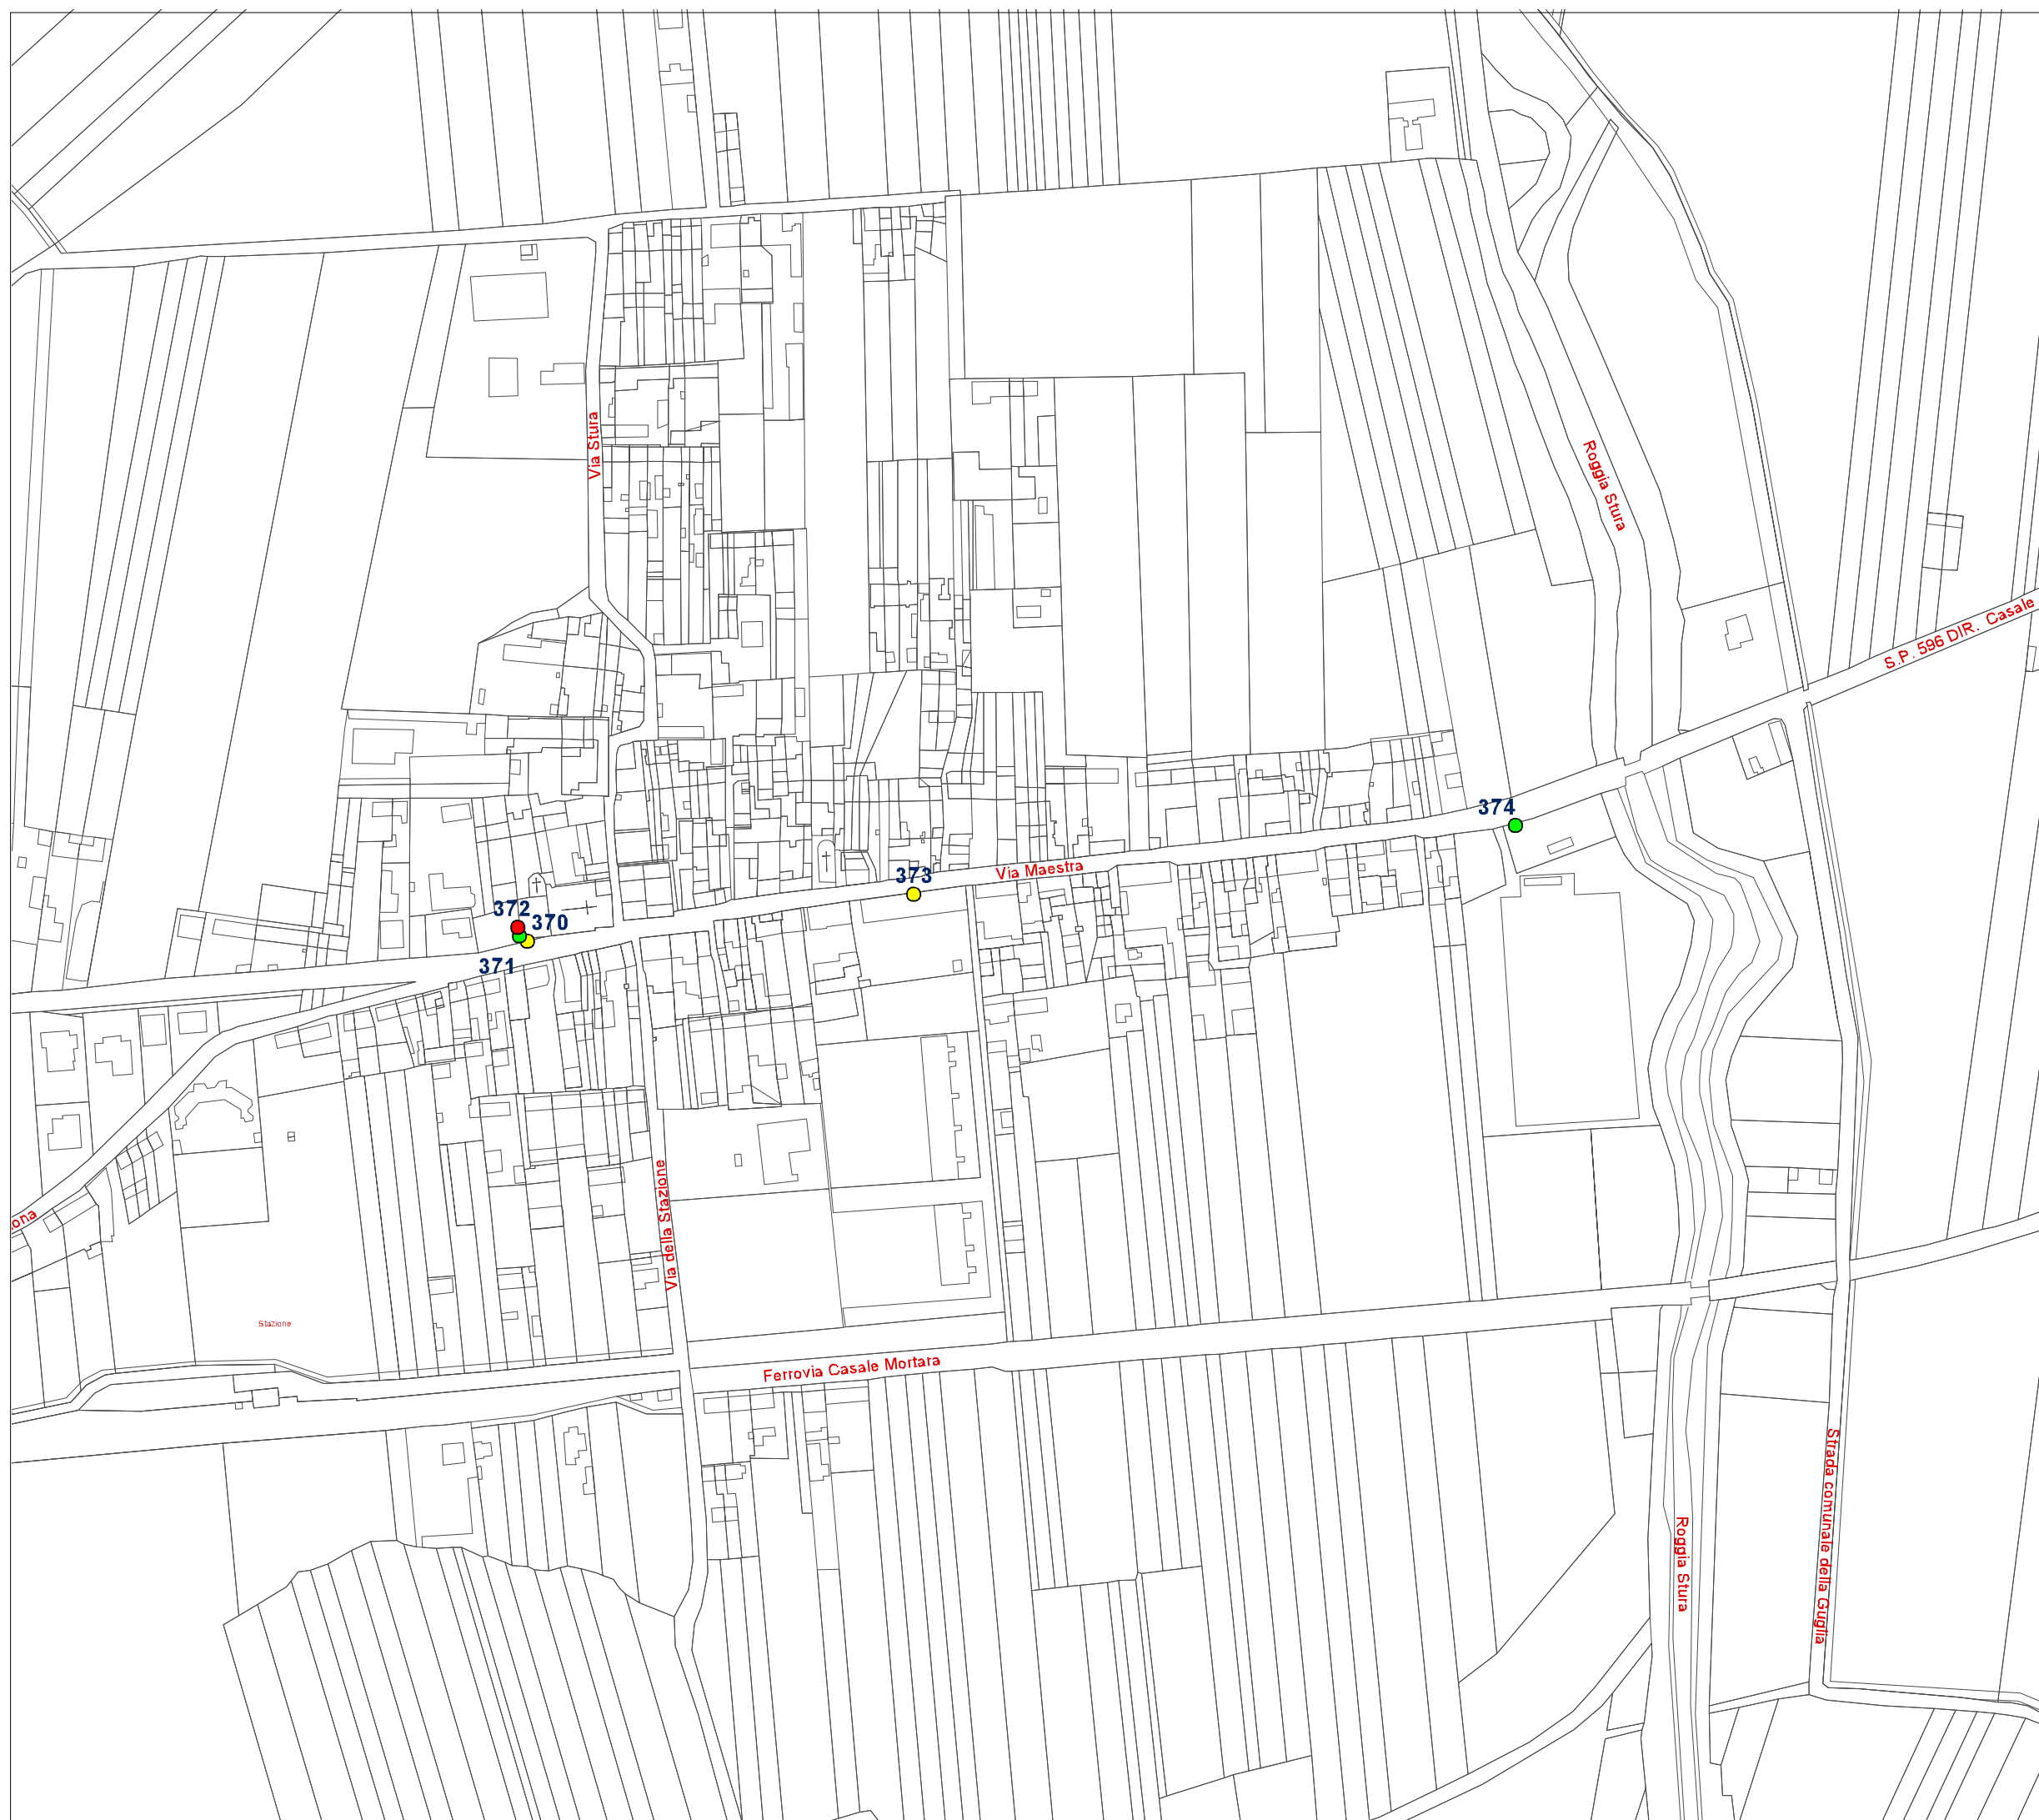 Via Stura
Roggia Stura
S.P. 596 DIR. Casale
374
373
Via Maestra
372
370
371
Via della Stazione
ona
Stazione
Ferrovia Casale Mortara
Roggia Stura
Strada comunale della Guglia